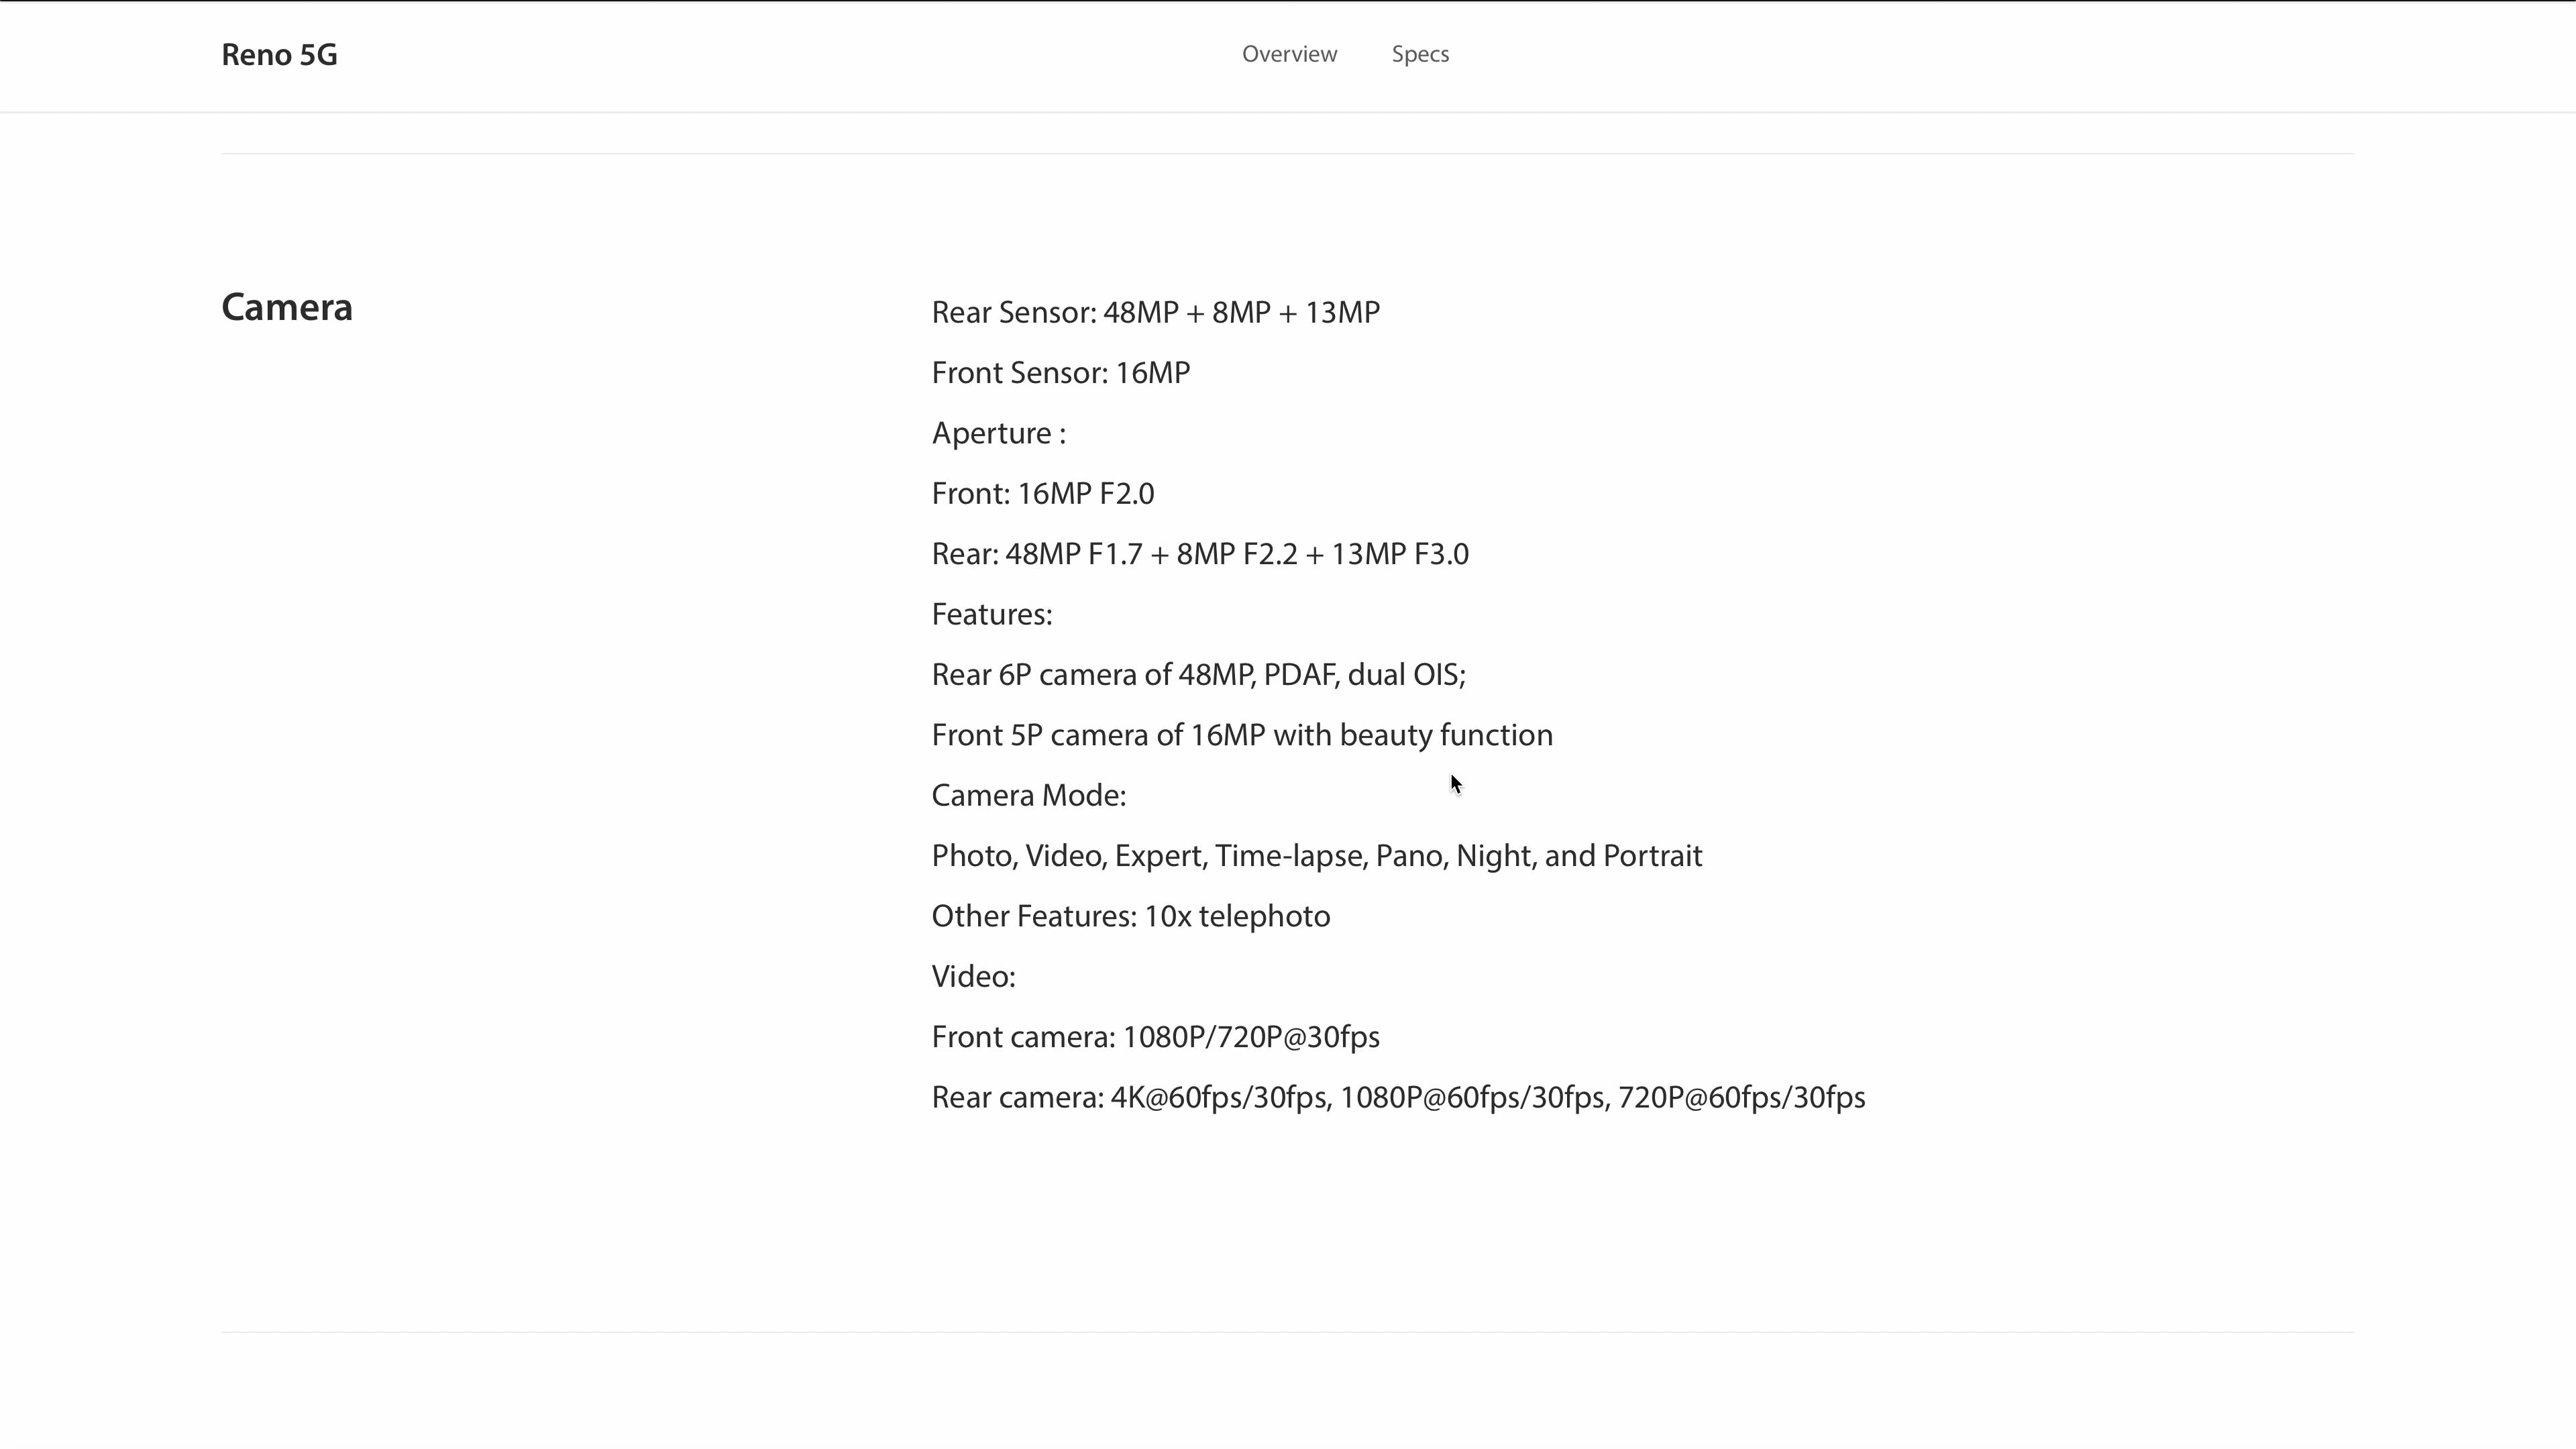 Reno 5G
Overview Specs
Camera
Rear Sensor: 48MP + 8MP + 13MP
Front Sensor: 16MP
Aperture :
Front: 16MP F2.0
Rear: 48MP F1.7 + 8MP F2.2 + 13MP F3.0
Features:
Rear 6P camera of 48MP, PDAF, dual OIS;
Front 5P camera of 16MP with beauty function
Camera Mode:
Photo, Video, Expert, Time-lapse, Pano, Night, and Portrait
Other Features: 10x telephoto
Video:
Front camera: 1080P/720P@30fps
Rear camera: 4K@60fps/30fps, 1080P@60fps/30fps, 720P@60fps/30fps